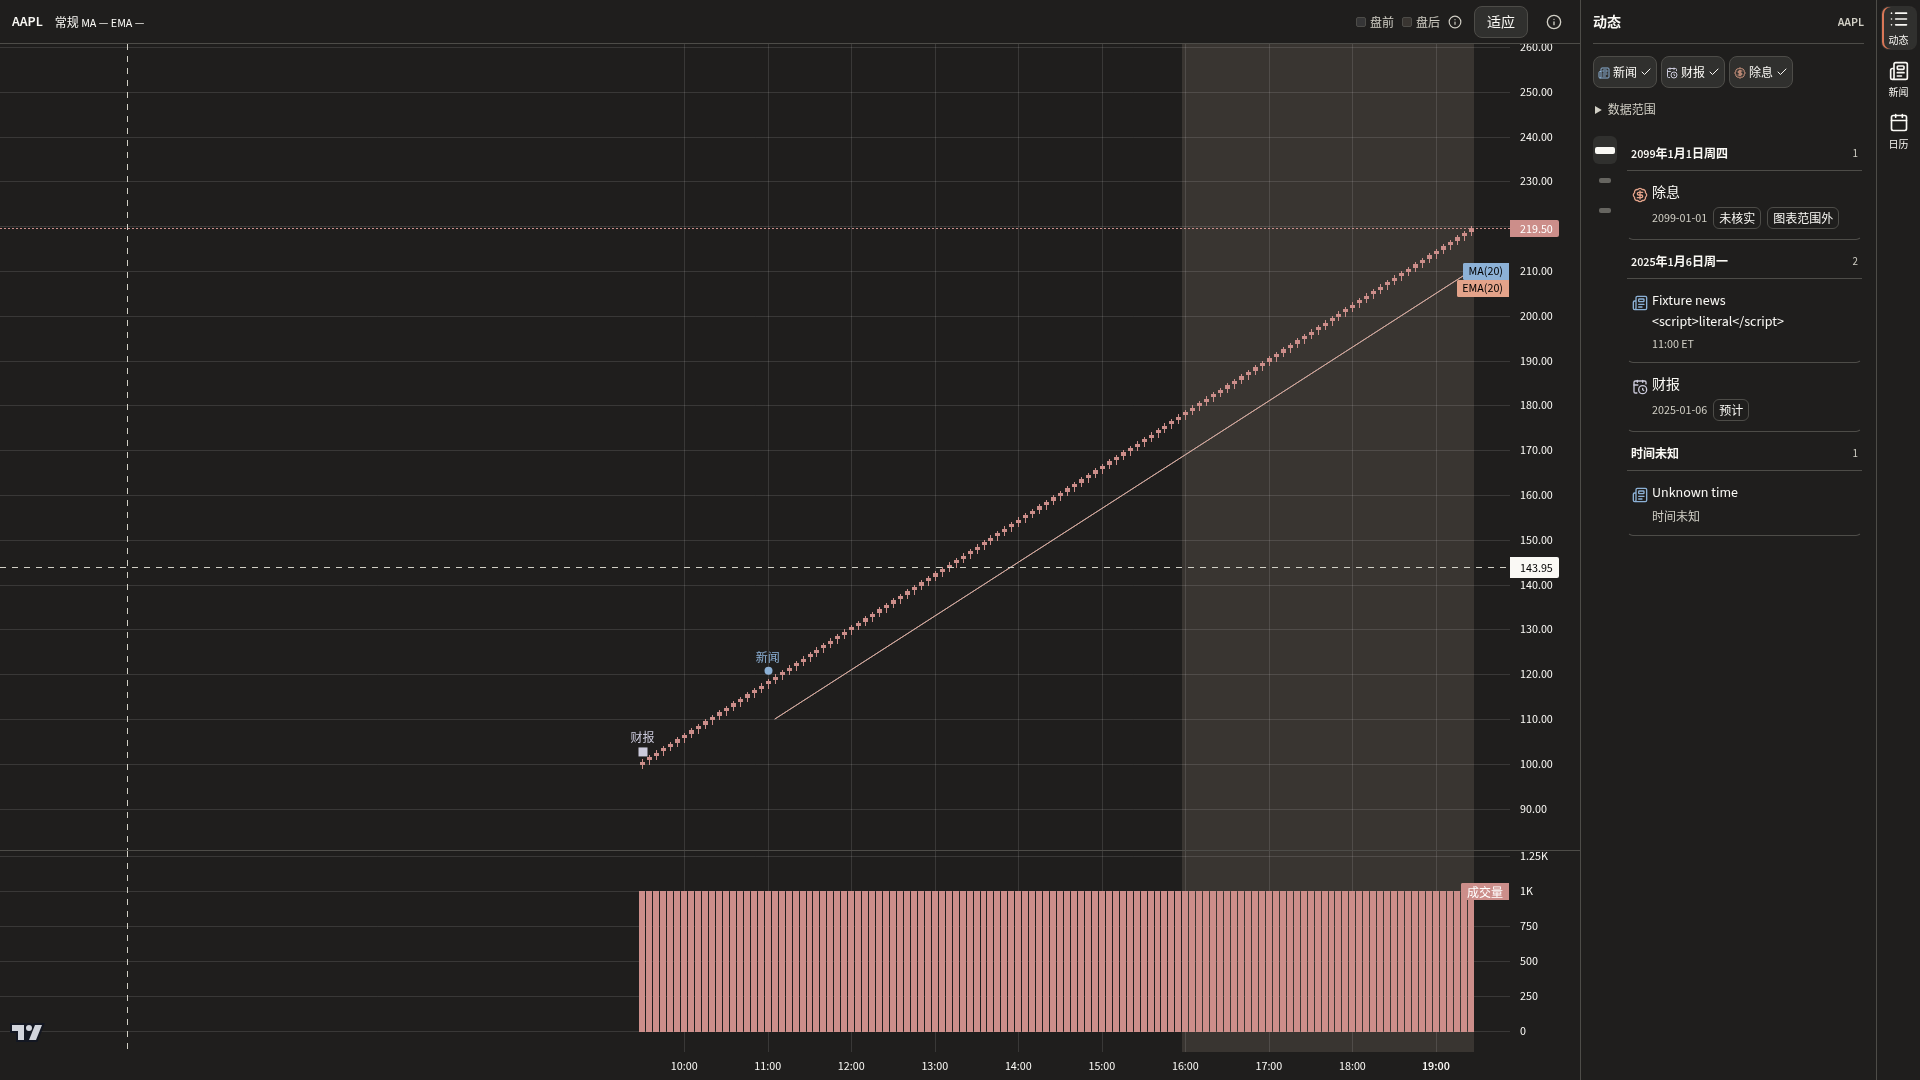 AAPL 常规 MA — EMA —
盘前 盘后 适应
260.00
250.00
240.00
230.00
219.50
210.00
MA(20)
EMA(20)
200.00
190.00
180.00
170.00
160.00
150.00
143.95
140.00
130.00
新闻
120.00
110.00
财报
100.00
90.00
1.25K
成交量
1K
750
500
250
0
10:00 11:00 12:00 13:00 14:00 15:00 16:00 17:00 18:00 19:00
动态 AAPL
新闻 财报 除息
数据范围
2099年1月1日周四 1
除息
2099-01-01 未核实 图表范围外
2025年1月6日周一 2
Fixture news
<script>literal</script>
11:00 ET
财报
2025-01-06 预计
时间未知 1
Unknown time
时间未知
动态
新闻
日历